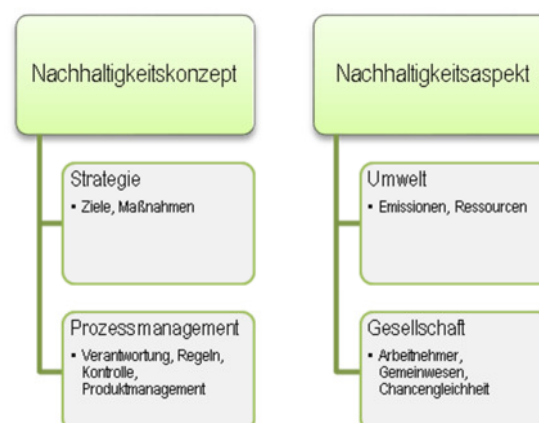 Nachhaltigkeitskonzept
Strategie
▪ Ziele, Maßnahmen
Prozessmanagement
▪ Verantwortung, Regeln,
Kontrolle,
Produktmanagement
Nachhaltigkeitsaspekt
Umwelt
▪ Emissionen, Ressourcen
Gesellschaft
▪ Arbeitnehmer,
Gemeinwesen,
Chancengleichheit